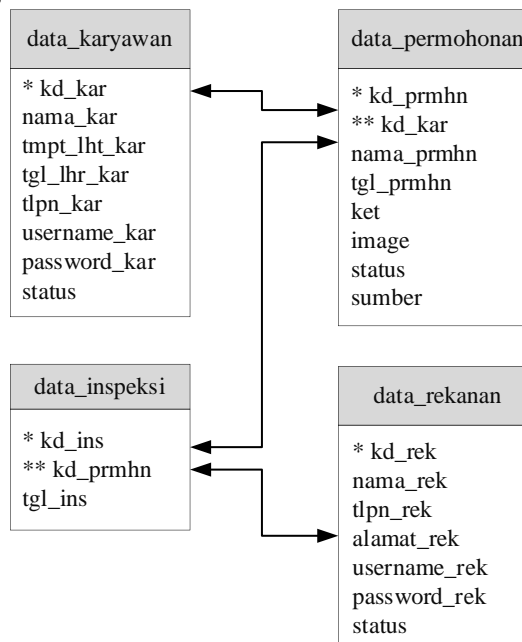 data_karyawan
* kd_kar
nama_kar
tmpt_lht_kar
tgl_lhr_kar
tlpn_kar
username_kar
password_kar
status
data_permohonan
* kd_prmhn
** kd_kar
nama_prmhn
tgl_prmhn
ket
image
status
sumber
data_inspeksi
* kd_ins
** kd_prmhn
tgl_ins
data_rekanan
* kd_rek
nama_rek
tlpn_rek
alamat_rek
username_rek
password_rek
status